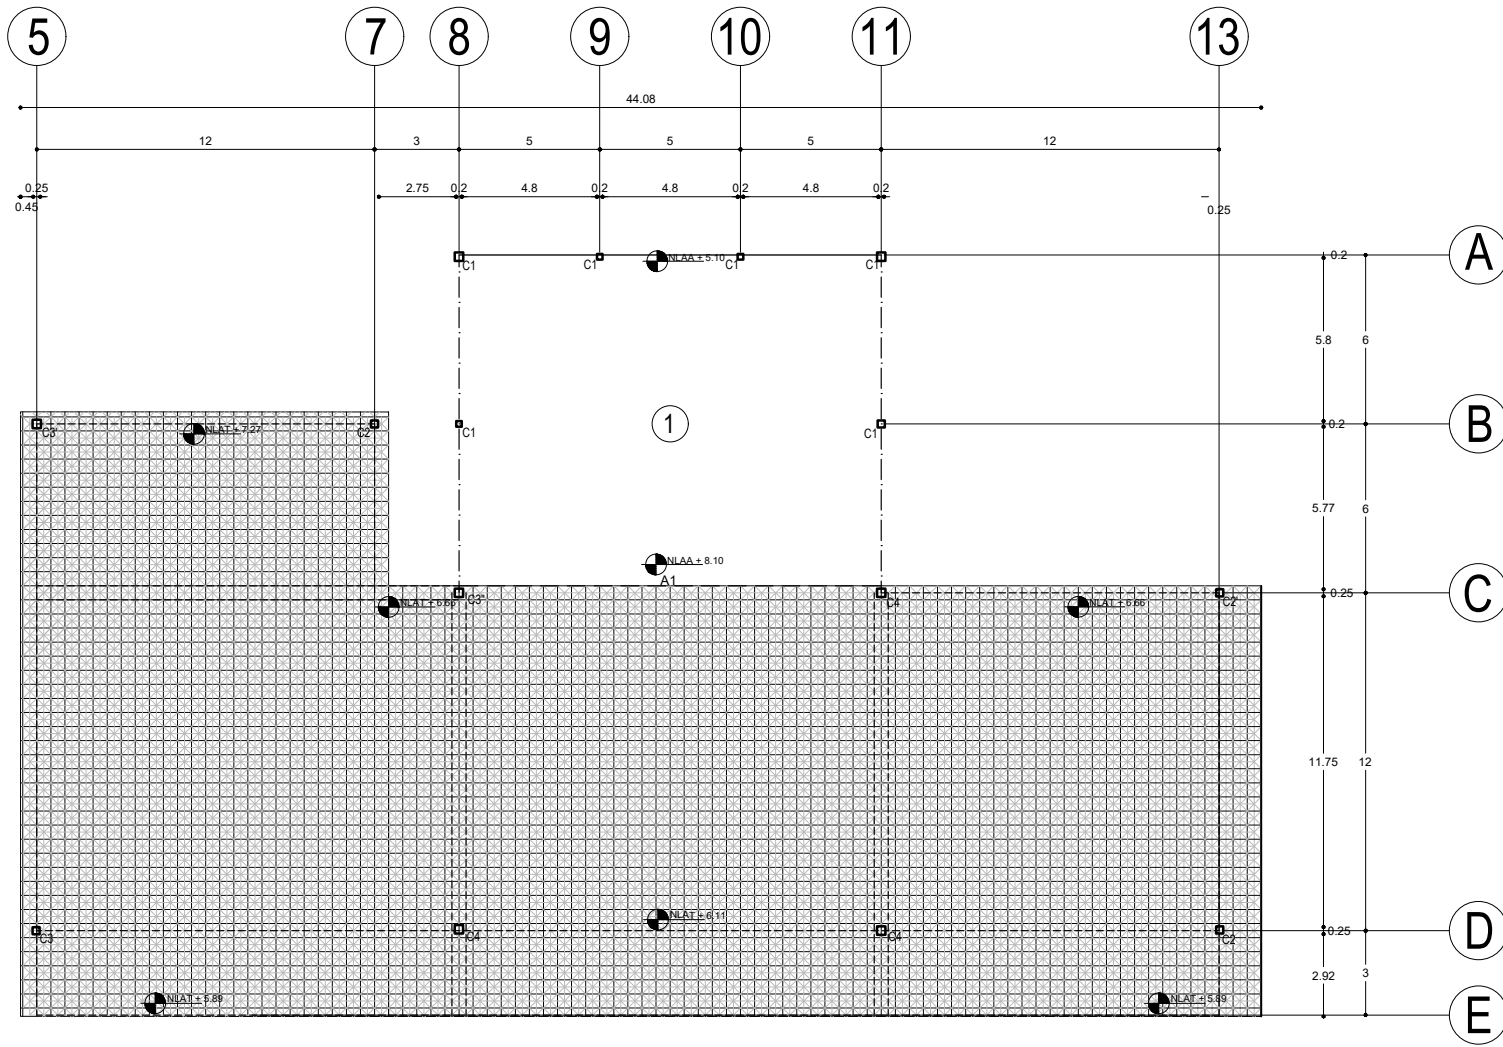 5 7 8 9 10 11 13
44.08
12 3 5 5 5 12
0.25 2.75 0.2 4.8 0.2 4.8 0.2 4.8 0.2
0.45 0.25
A
0.2
C1 C1 NLAA + 5.10 C1 C1'
5.8 6
B
C3' NLAT + 7.27 C2' C1 1 C1' 0.2
5.77 6
NLAA + 8.10
A1
C
C3" C4 C2' 0.25
NLAT + 6.66 NLAT + 6.66
11.75 12
NLAT + 6.11
D
C3 C4 C4 C2 0.25
2.92 3
NLAT + 5.89 NLAT + 5.89
E